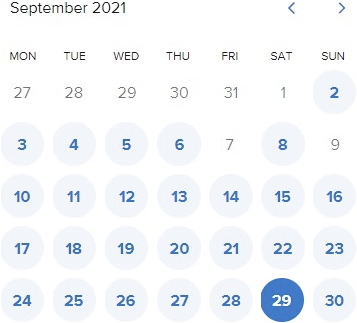 September 2021
MON TUE WED THU FRI SAT SUN
27 28 29 30 31 1 2
3 4 5 6 7 8 9
10 11 12 13 14 15 16
17 18 19 20 21 22 23
24 25 26 27 28 29 30